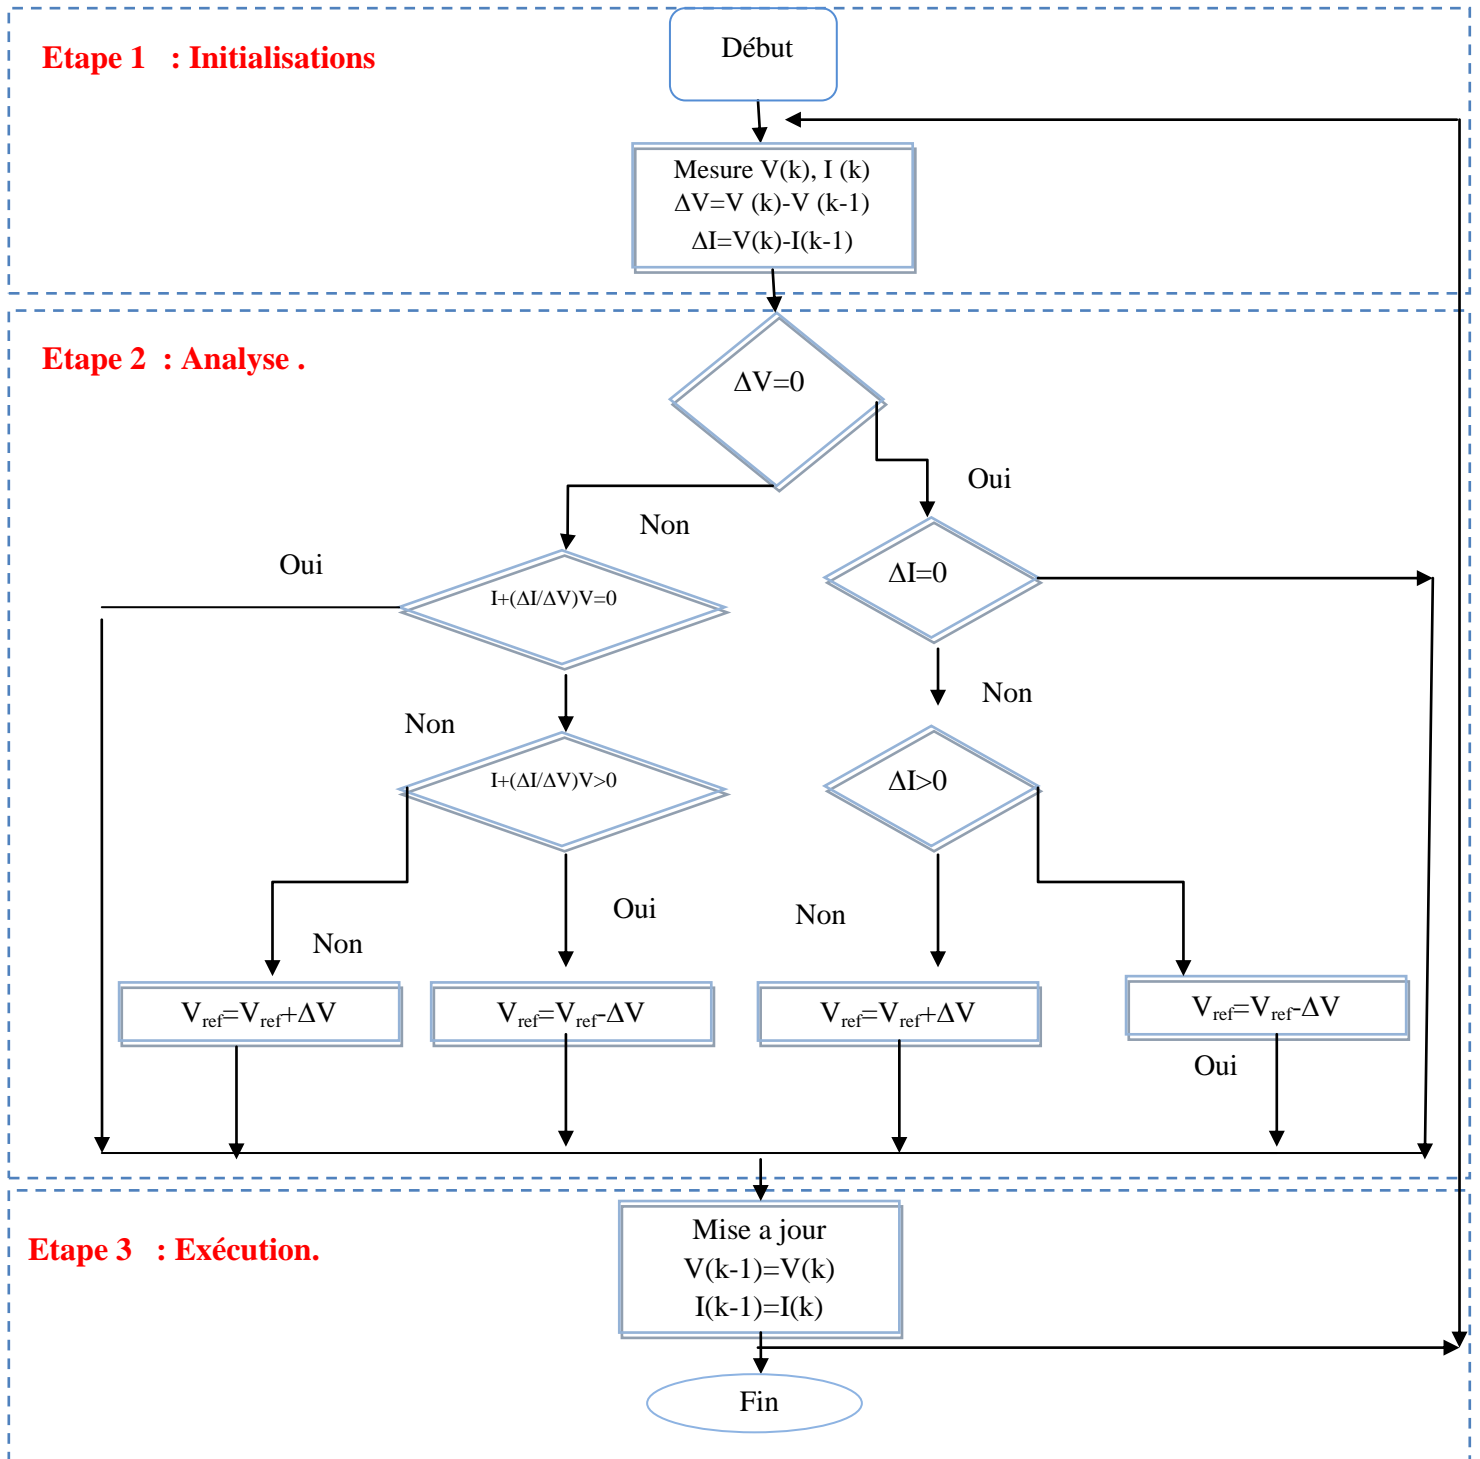 Etape 1 : Initialisations
Début
Mesure V(k), I (k)
ΔV=V (k)-V (k-1)
ΔI=V(k)-I(k-1)
Etape 2 : Analyse .
ΔV=0
Oui
Non
Oui
ΔI=0
I+(ΔI/ΔV)V=0
Non
Non
I+(ΔI/ΔV)V>0
ΔI>0
Oui
Non
Non
Vref=Vref+ΔV
Vref=Vref-ΔV
Vref=Vref+ΔV
Vref=Vref-ΔV
Oui
Etape 3 : Exécution.
Mise a jour
V(k-1)=V(k)
I(k-1)=I(k)
Fin